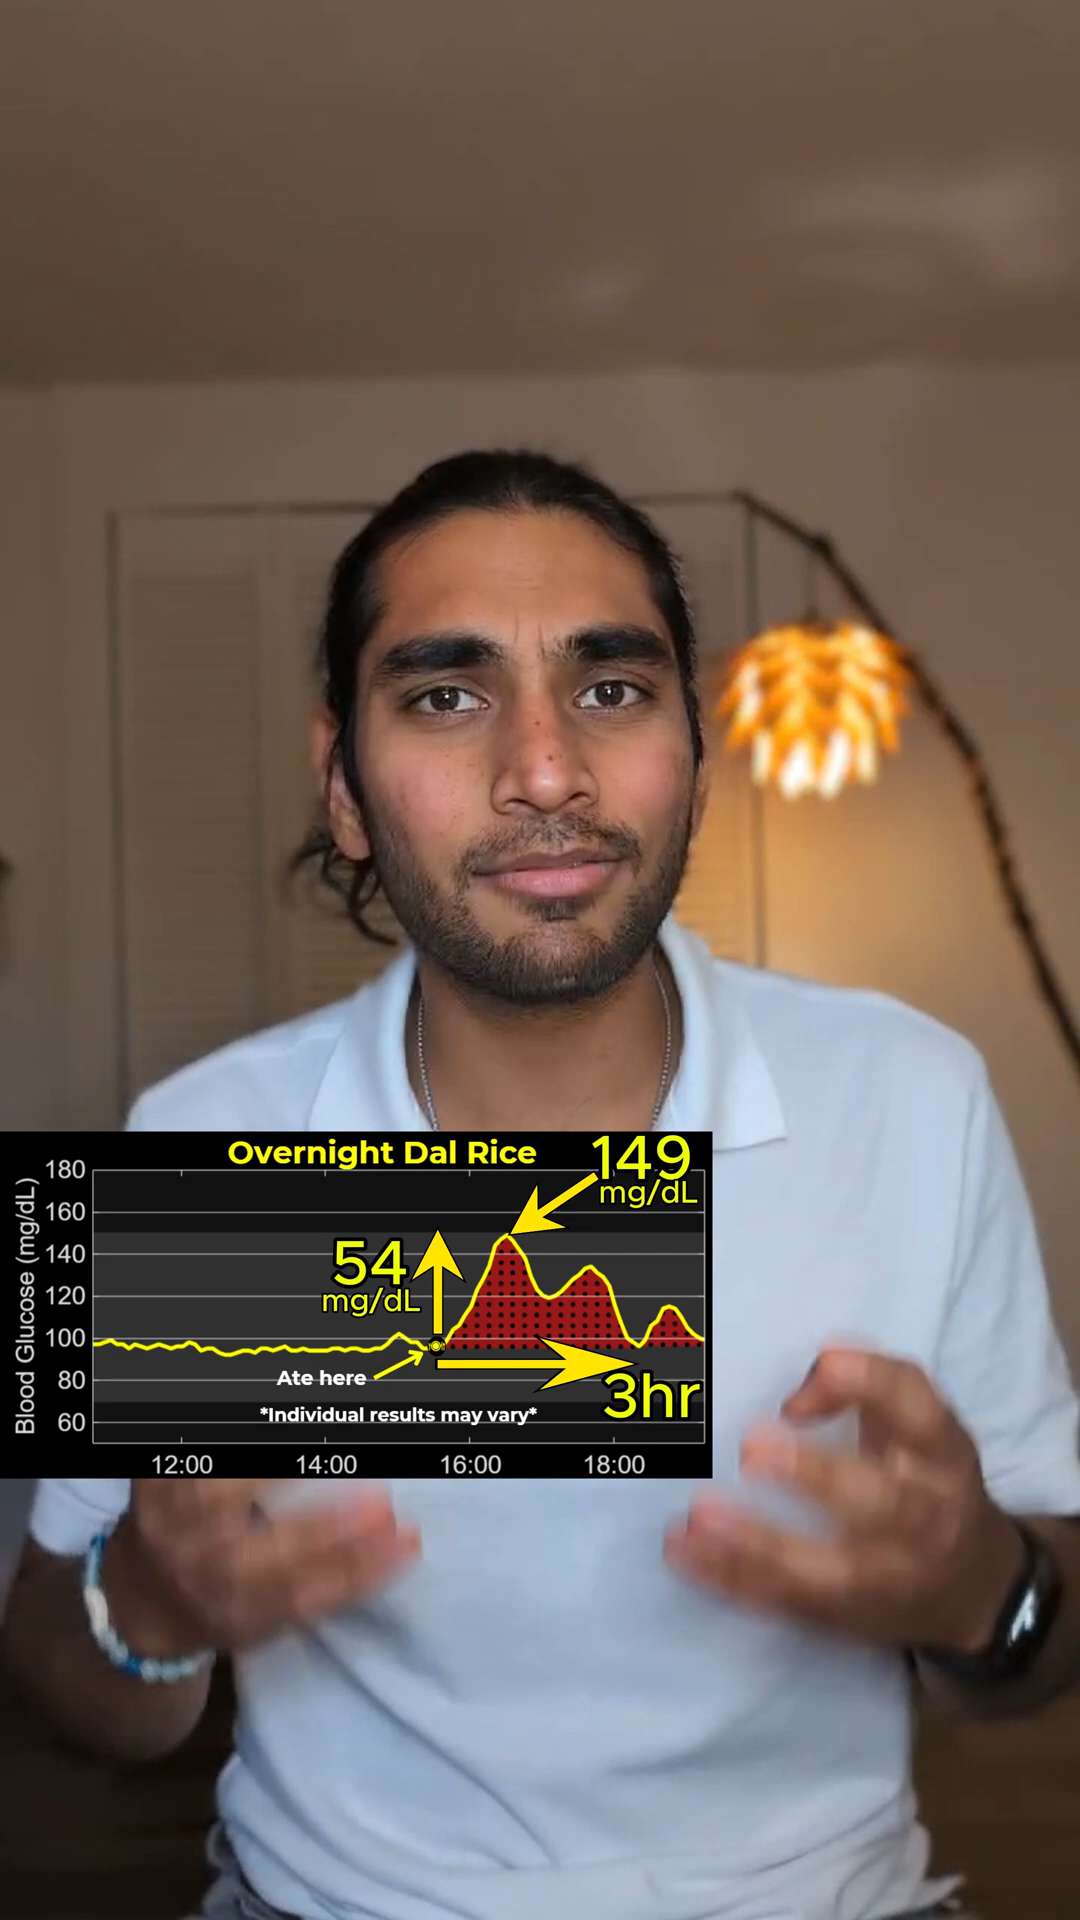 Overnight Dal Rice
149
mg/dL
54
mg/dL
Blood Glucose (mg/dL)
180
160
140
120
100
80
60
Ate here
3hr
*Individual results may vary*
12:00
14:00
16:00
18:00